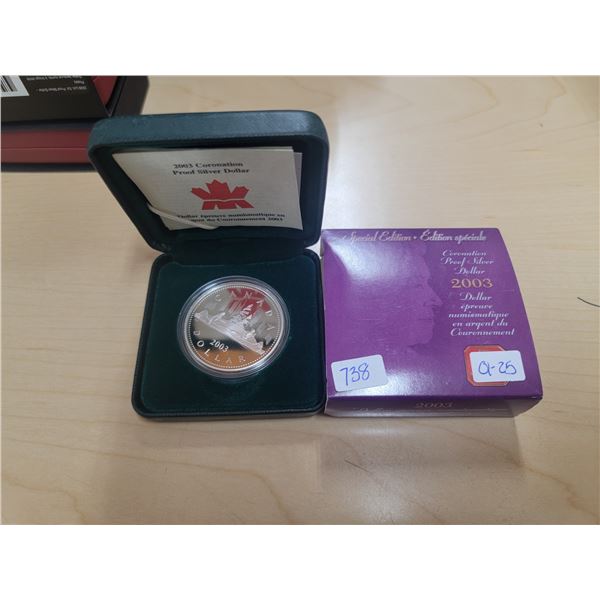 2003 Coronation
Proof Silver Dollar
Dollar épreuve numismatique en
argent du Couronnement 2003
CANADA
2003
DOLLAR
Special Edition • Édition spéciale
Coronation
Proof Silver
Dollar
2003
Dollar
épreuve
numismatique
en argent du
Couronnement
738
01-25
2003